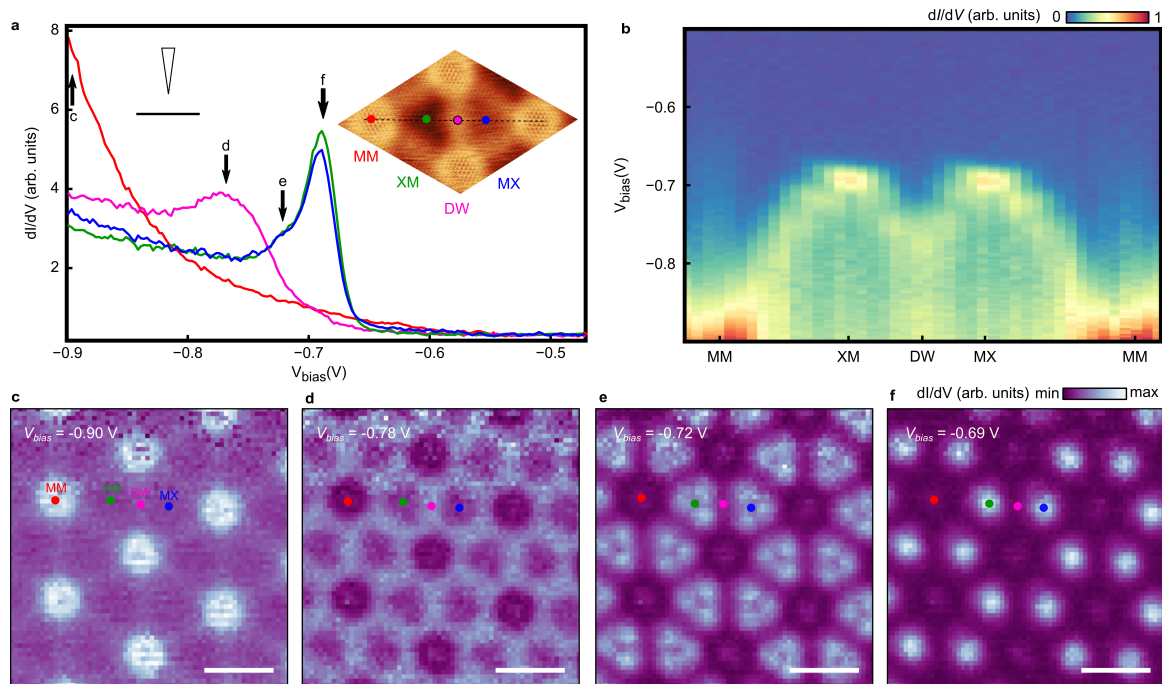 a
8
6
4
2
dI/dV (arb. units)
c
d
e
f
MM
XM
DW
MX
−0.9
−0.8
−0.7
−0.6
−0.5
V_bias(V)
b
dI/dV (arb. units) 0 1
−0.6
−0.7
−0.8
V_bias(V)
MM XM DW MX MM
c
V_bias = -0.90 V
MM XM DW MX
d
V_bias = -0.78 V
e
V_bias = -0.72 V
f dI/dV (arb. units) min max
V_bias = -0.69 V